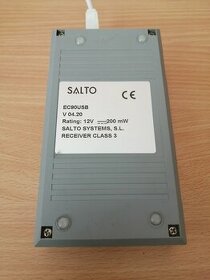 SALTO
CE
EC90USB
V 04.20
Rating: 12V ⎓200 mW
SALTO SYSTEMS, S.L.
RECEIVER CLASS 3